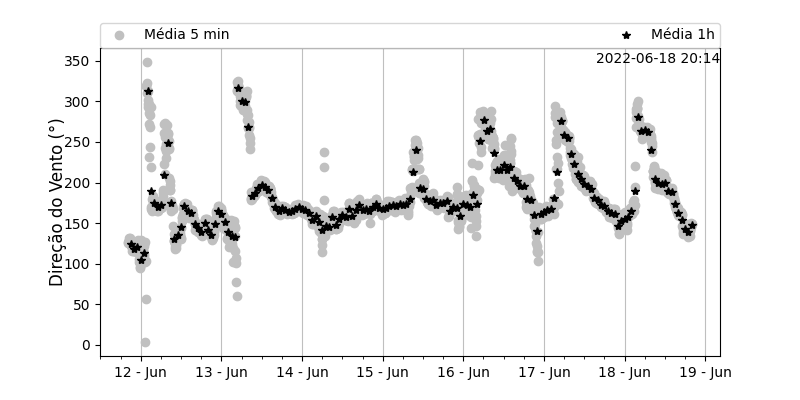 Média 5 min
Média 1h
2022-06-18 20:14
Direção do Vento (°)
350
300
250
200
150
100
50
0
12 - Jun
13 - Jun
14 - Jun
15 - Jun
16 - Jun
17 - Jun
18 - Jun
19 - Jun